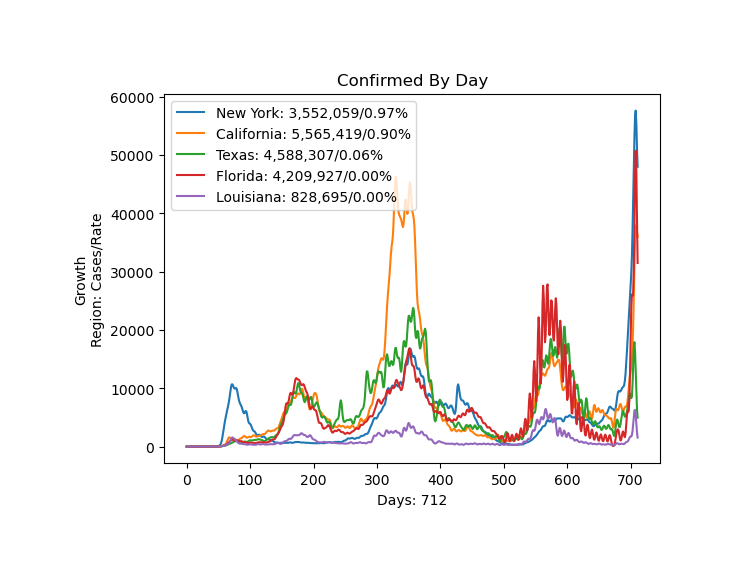 Confirmed By Day
60000
50000
40000
30000
20000
10000
0
Growth
Region: Cases/Rate
New York: 3,552,059/0.97%
California: 5,565,419/0.90%
Texas: 4,588,307/0.06%
Florida: 4,209,927/0.00%
Louisiana: 828,695/0.00%
0 100 200 300 400 500 600 700
Days: 712